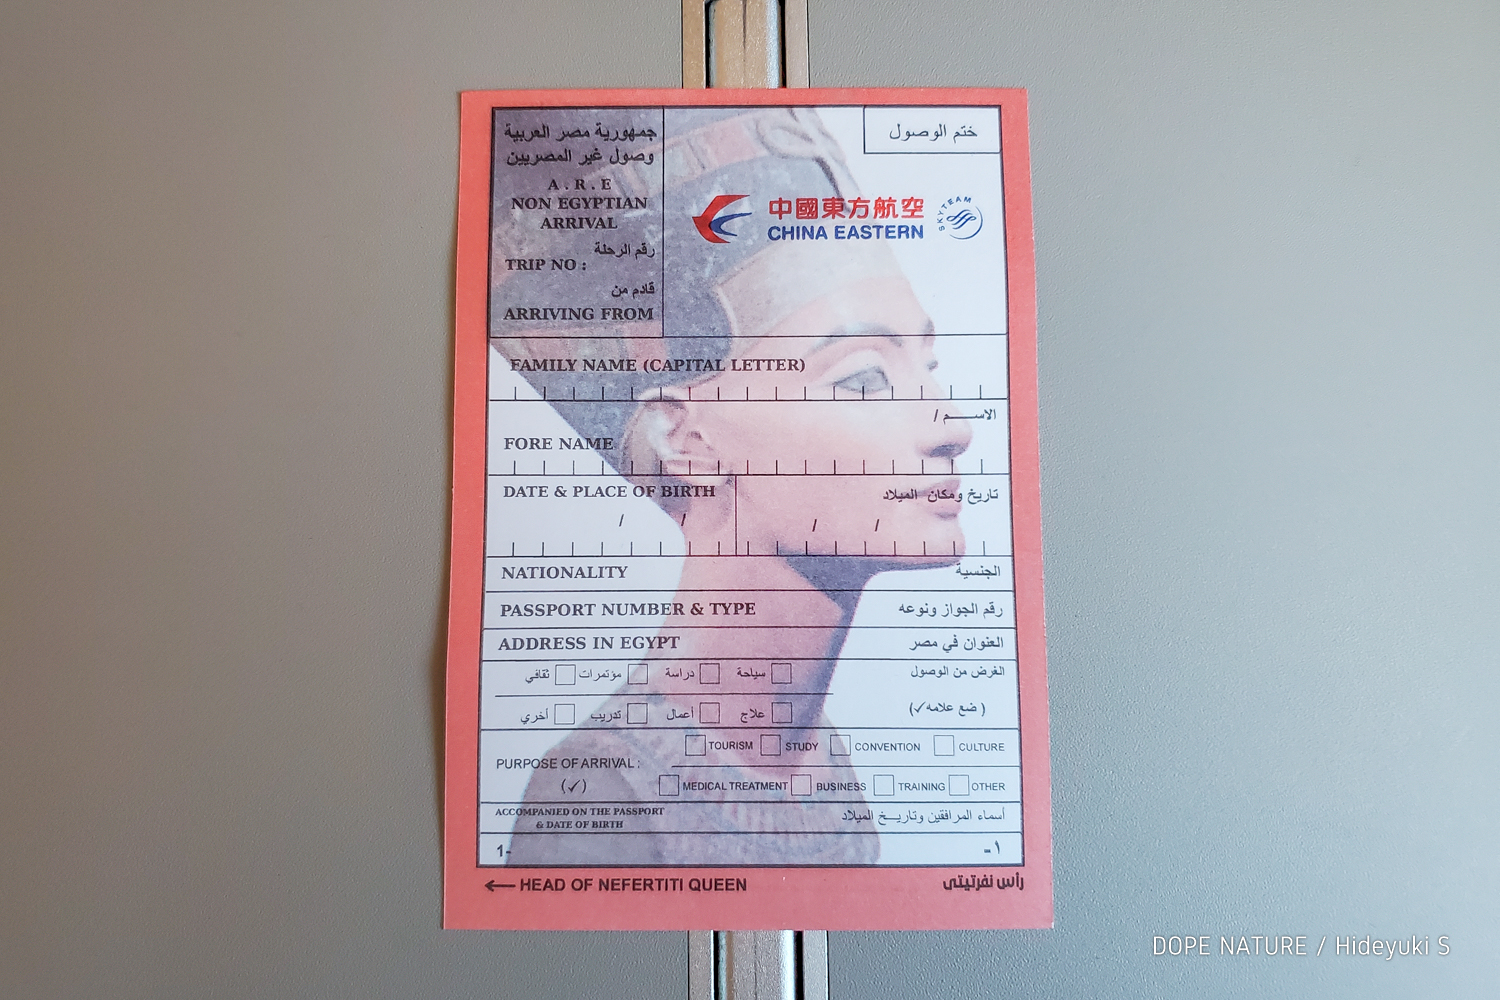 جمهورية مصر العربية
وصول غير المصريين
A . R . E
NON EGYPTIAN
ARRIVAL
رقم الرحلة
TRIP NO :
قادم من
ARRIVING FROM
ختم الوصول
中國東方航空
CHINA EASTERN
SKYTEAM
FAMILY NAME (CAPITAL LETTER)
الاســـــم /
FORE NAME
DATE & PLACE OF BIRTH
تاريخ ومكان الميلاد
/ / / /
NATIONALITY الجنسية
PASSPORT NUMBER & TYPE رقم الجواز ونوعه
ADDRESS IN EGYPT العنوان في مصر
الغرض من الوصول
سياحة دراسة مؤتمرات ثقافي
(ضع علامه✓)
علاج أعمال تدريب أخري
TOURISM STUDY CONVENTION CULTURE
PURPOSE OF ARRIVAL :
(✓)
MEDICAL TREATMENT BUSINESS TRAINING OTHER
ACCOMPANIED ON THE PASSPORT
& DATE OF BIRTH
أسماء المرافقين وتاريـــخ الميلاد
1- ١-
← HEAD OF NEFERTITI QUEEN رأس نفرتيتى
DOPE NATURE / Hideyuki S